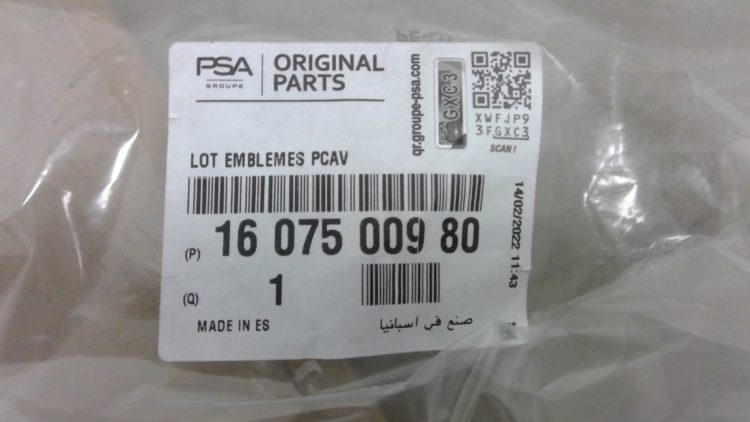 PSA
GROUPE
ORIGINAL
PARTS
qr.groupe-psa.com
PSA
GXC3
XWFJP9
3FGXC3
SCAN!
LOT EMBLEMES PCAV
(P) 16 075 009 80
(Q) 1
MADE IN ES
صنع في اسبانيا
14/02/2022 11:43